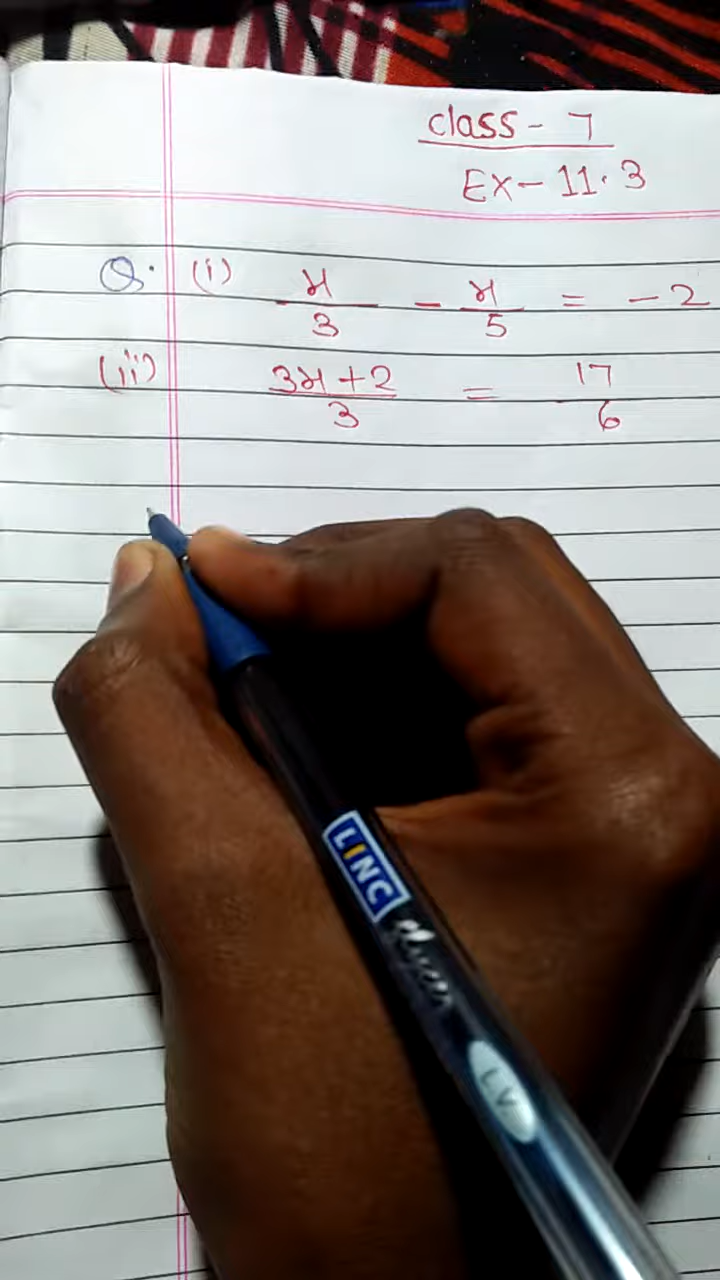 class - 7
EX - 11.3
Q. (i) x/3 - x/5 = -2
(ii) 3x+2/3 = 17/6
LINC